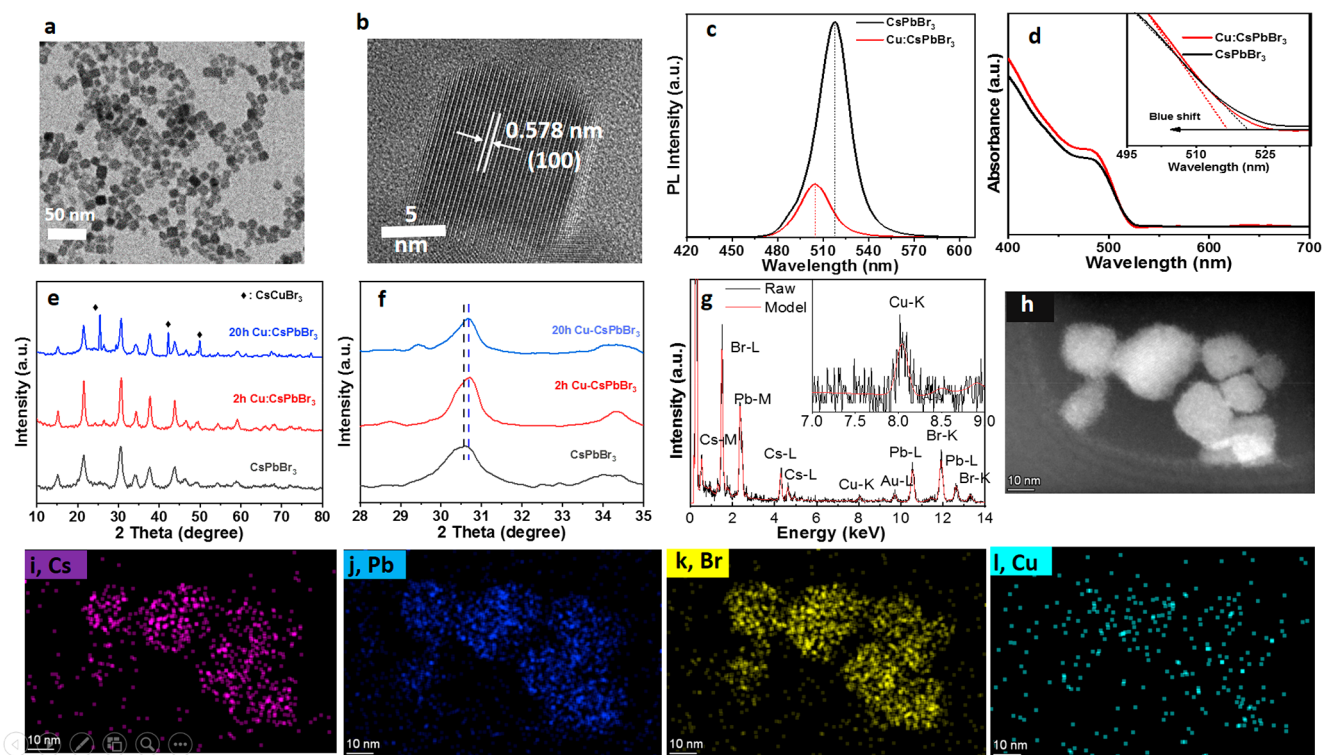 a
50 nm
b
0.578 nm
(100)
5
nm
c
CsPbBr3
Cu:CsPbBr3
PL Intensity (a.u.)
420 450 480 510 540 570 600
Wavelength (nm)
d
Cu:CsPbBr3
CsPbBr3
Blue shift
495 510 525
Wavelength (nm)
Absorbance (a.u.)
400 500 600 700
Wavelength (nm)
e
♦: CsCuBr3
20h Cu:CsPbBr3
2h Cu:CsPbBr3
CsPbBr3
Intensity (a.u.)
10 20 30 40 50 60 70 80
2 Theta (degree)
f
20h Cu-CsPbBr3
2h Cu-CsPbBr3
CsPbBr3
Intensity (a.u.)
28 29 30 31 32 33 34 35
2 Theta (degree)
g
Raw
Model
Cu-K
7.0 7.5 8.0 8.5 9.0
Br-L
Pb-M
Cs-M
Cs-L
Cs-L
Cu-K
Au-L
Pb-L
Br-K
Pb-L
Br-K
Intensity (a.u.)
0 2 4 6 8 10 12 14
Energy (keV)
h
10 nm
i, Cs
10 nm
j, Pb
10 nm
k, Br
10 nm
l, Cu
10 nm